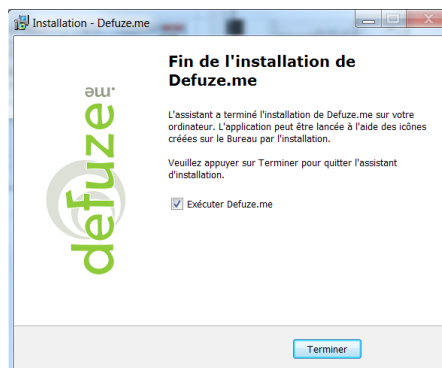 Installation - Defuze.me
Fin de l'installation de
Defuze.me
L'assistant a terminé l'installation de Defuze.me sur votre
ordinateur. L'application peut être lancée à l'aide des icônes
créées sur le Bureau par l'installation.
Veuillez appuyer sur Terminer pour quitter l'assistant
d'installation.
Exécuter Defuze.me
defuze.me
Terminer